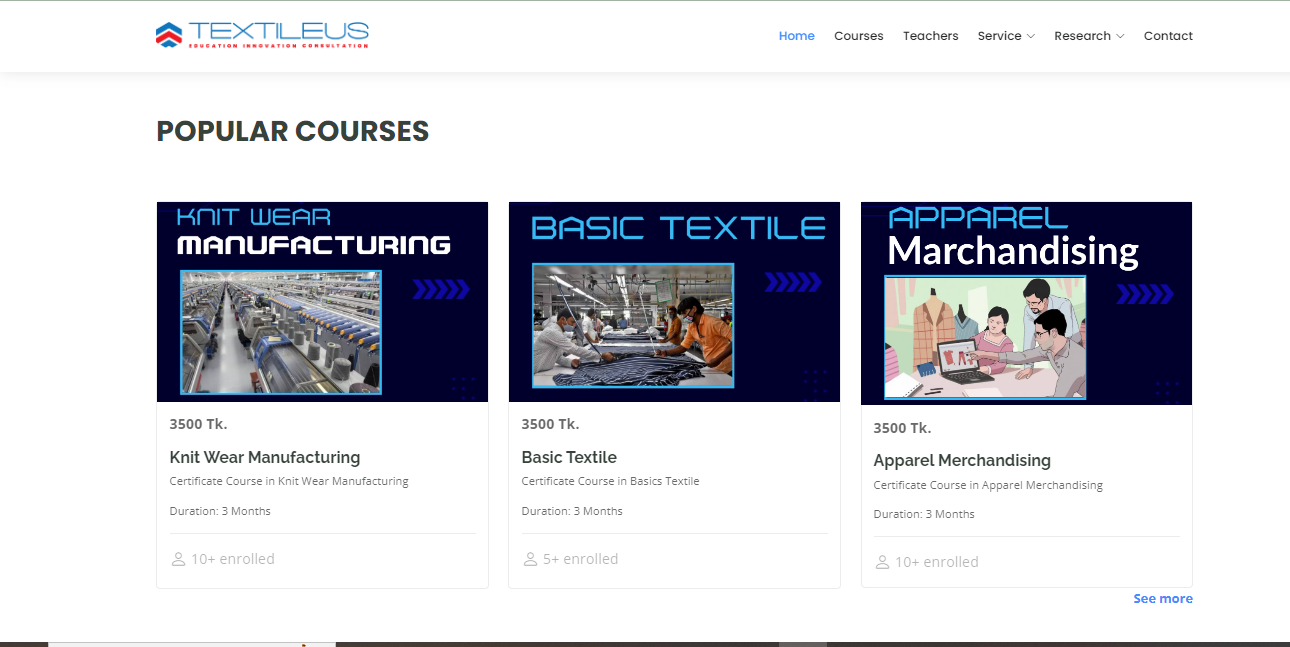 TEXTILEUS
EDUCATION INNOVATION CONSULTATION
Home Courses Teachers Service Research Contact
POPULAR COURSES
KNIT WEAR
MANUFACTURING
3500 Tk.
Knit Wear Manufacturing
Certificate Course in Knit Wear Manufacturing
Duration: 3 Months
10+ enrolled
BASIC TEXTILE
3500 Tk.
Basic Textile
Certificate Course in Basics Textile
Duration: 3 Months
5+ enrolled
APPAREL
Marchandising
3500 Tk.
Apparel Merchandising
Certificate Course in Apparel Merchandising
Duration: 3 Months
10+ enrolled
See more